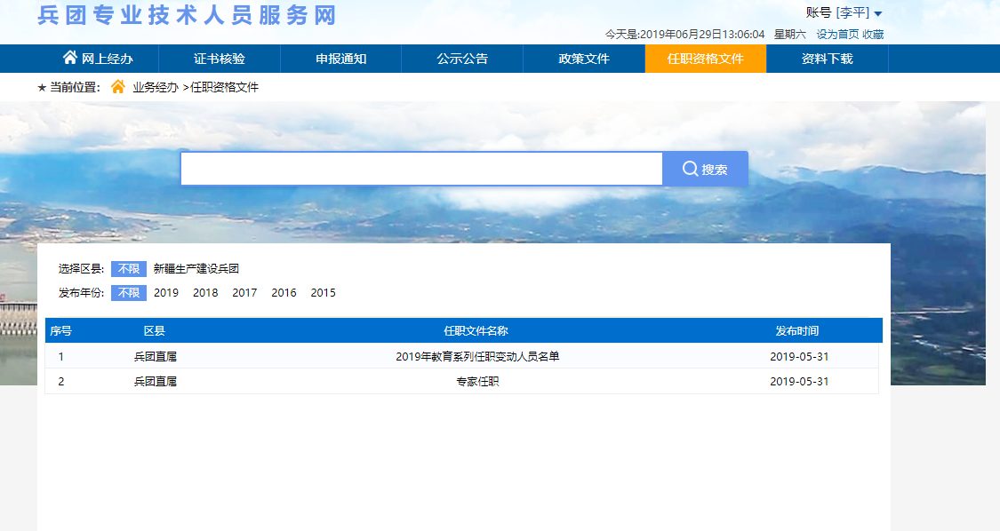 兵团专业技术人员服务网
账号 [李平]
今天是:2019年06月29日13:06:04 星期六 设为首页 收藏
网上经办 证书核验 申报通知 公示公告 政策文件 任职资格文件 资料下载
★ 当前位置： 业务经办 >任职资格文件
搜索
选择区县: 不限 新疆生产建设兵团
发布年份: 不限 2019 2018 2017 2016 2015
序号 区县 任职文件名称 发布时间
1 兵团直属 2019年教育系列任职变动人员名单 2019-05-31
2 兵团直属 专家任职 2019-05-31